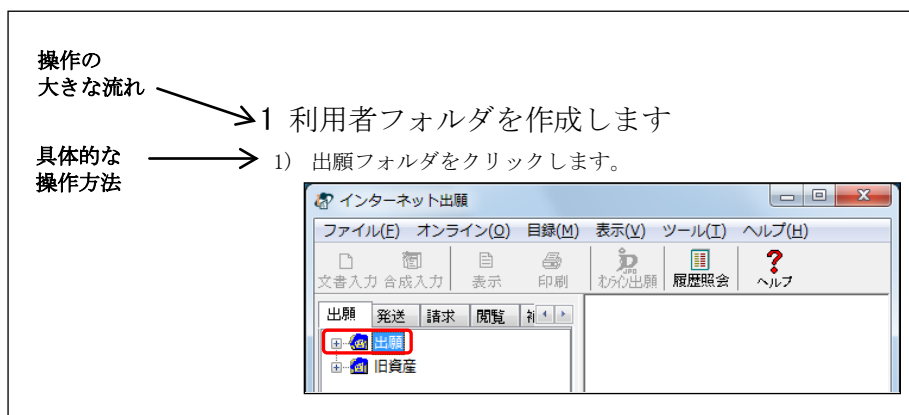 操作の
大きな流れ
1 利用者フォルダを作成します
具体的な
操作方法
1) 出願フォルダをクリックします。
インターネット出願
ファイル(F) オンライン(O) 目録(M) 表示(V) ツール(I) ヘルプ(H)
文書入力 合成入力 表示 印刷 むらい出願 履歴照会 ヘルプ
出願 発送 請求 閲覧
出願
旧資産